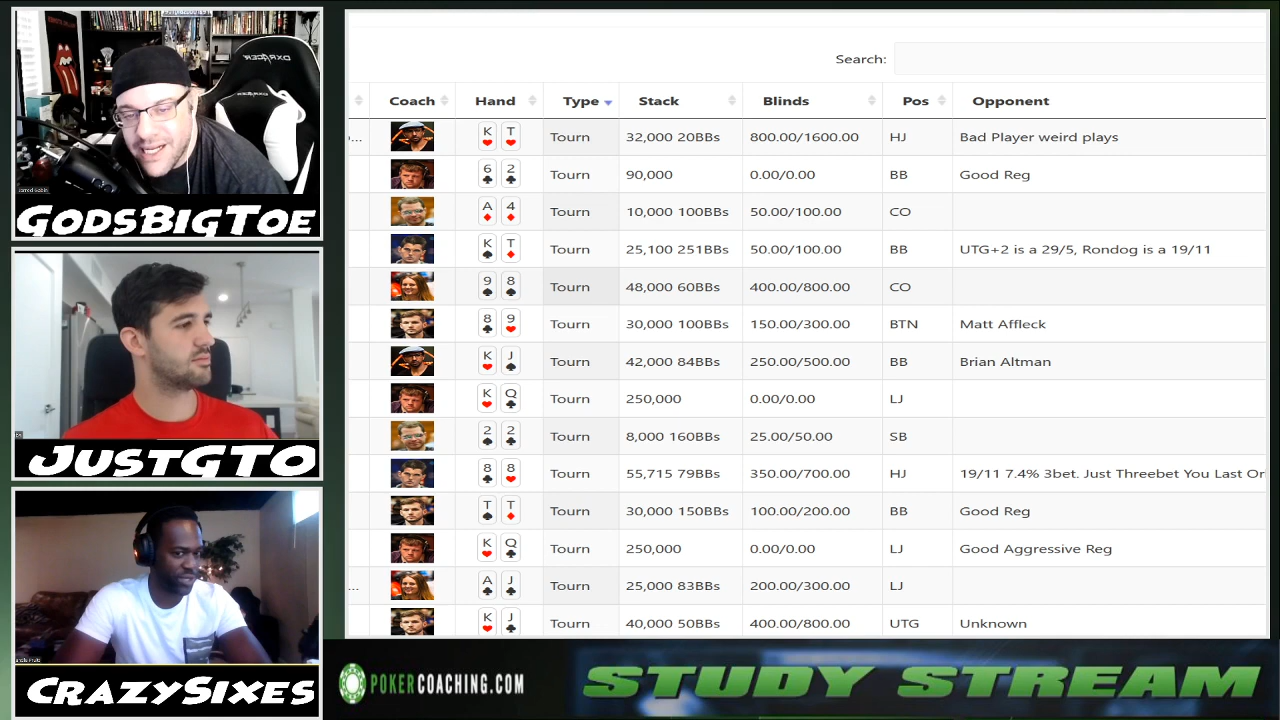 DXRACER
GODSBIGTOE
JUSTGTO
CRAZYSIXES
Search:
Coach Hand Type Stack Blinds Pos Opponent
... K♥ T♥ Tourn 32,000 20BBs 800.00/1600.00 HJ Bad Player weird plays
6♣ 2♣ Tourn 90,000 0.00/0.00 BB Good Reg
A♦ 4♦ Tourn 10,000 100BBs 50.00/100.00 CO
K♠ T♦ Tourn 25,100 251BBs 50.00/100.00 BB UTG+2 is a 29/5, Rondog is a 19/11
9♠ 8♠ Tourn 48,000 60BBs 400.00/800.00 CO
8♣ 9♥ Tourn 30,000 100BBs 150.00/300.00 BTN Matt Affleck
K♥ J♠ Tourn 42,000 84BBs 250.00/500.00 BB Brian Altman
K♥ Q♣ Tourn 250,000 0.00/0.00 LJ
2♠ 2♣ Tourn 8,000 160BBs 25.00/50.00 SB
8♣ 8♥ Tourn 55,715 79BBs 350.00/700.00 HJ 19/11 7.4% 3bet. Just Threebet You Last Or
T♠ T♦ Tourn 30,000 150BBs 100.00/200.00 BB Good Reg
K♥ Q♣ Tourn 250,000 0.00/0.00 LJ Good Aggressive Reg
... A♣ J♣ Tourn 25,000 83BBs 200.00/300.00 LJ
K♥ J♣ Tourn 40,000 50BBs 400.00/800.00 UTG Unknown
POKERCOACHING.COM
STUDY STREAM